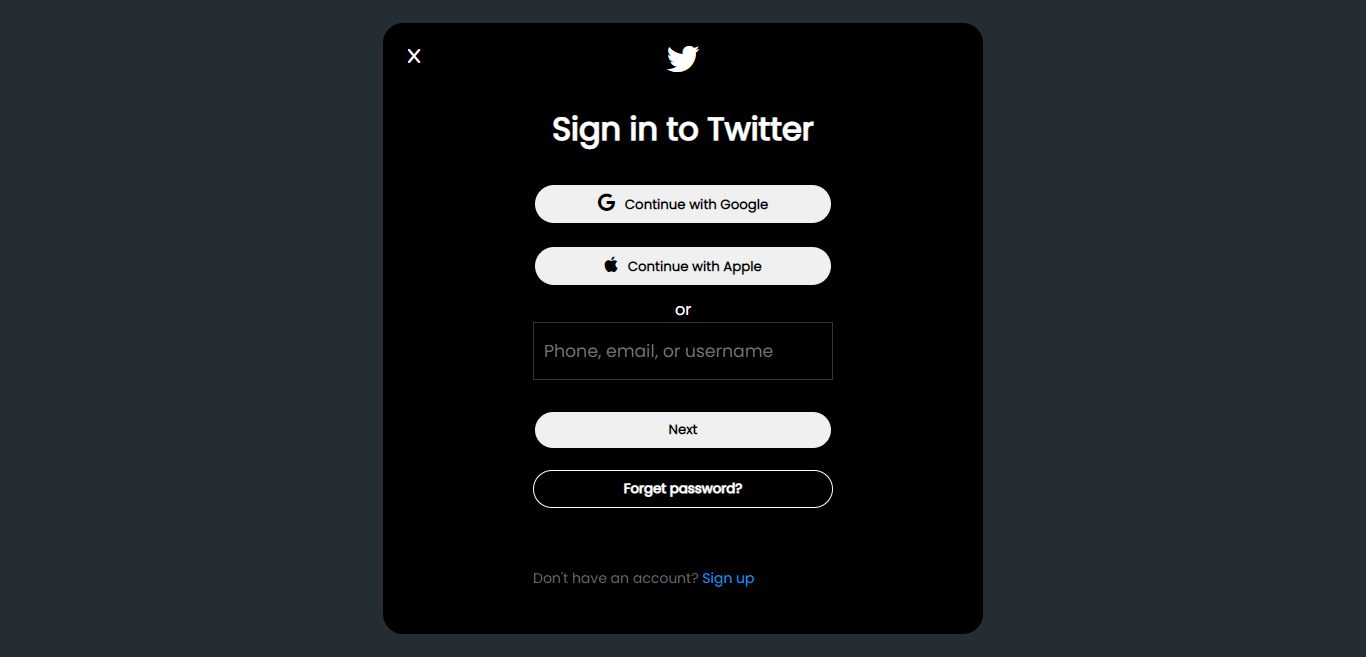 X
Sign in to Twitter
Continue with Google
Continue with Apple
or
Phone, email, or username
Next
Forget password?
Don't have an account? Sign up